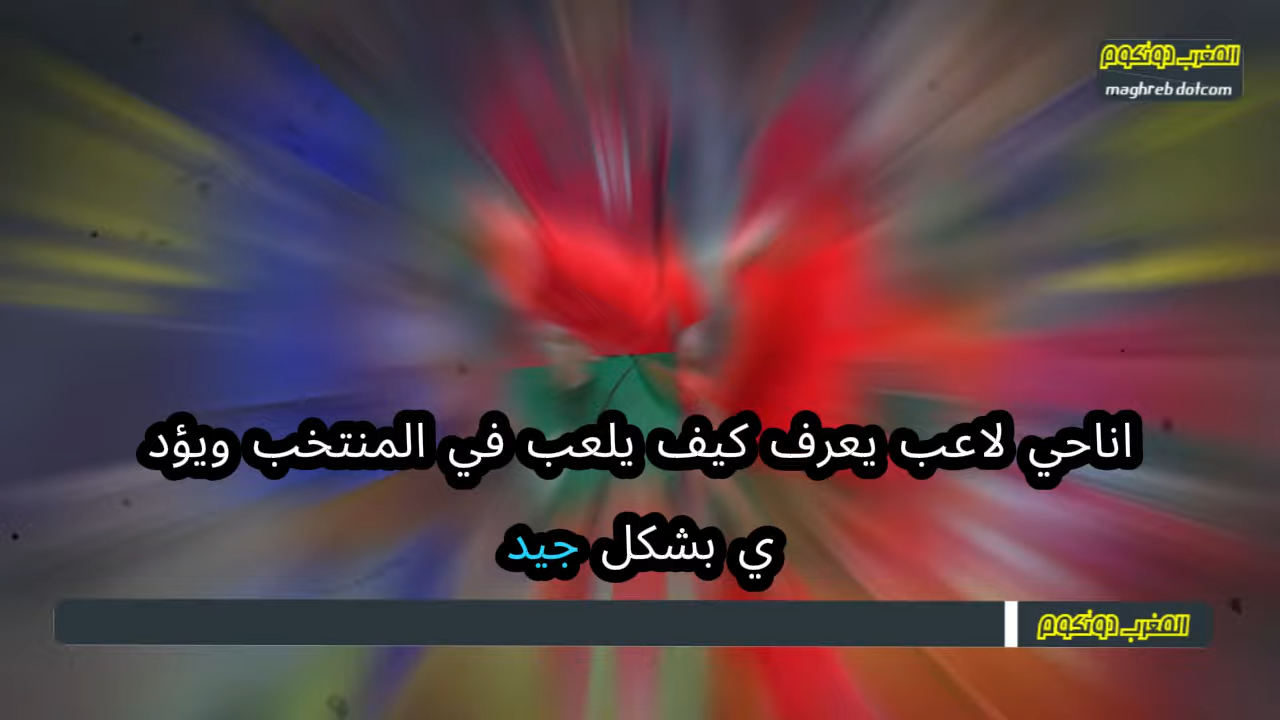 المغرب دوتكوم
maghreb dotcom
اناحي لاعب يعرف كيف يلعب في المنتخب ويؤد
ي بشكل جيد
المغرب دوتكوم